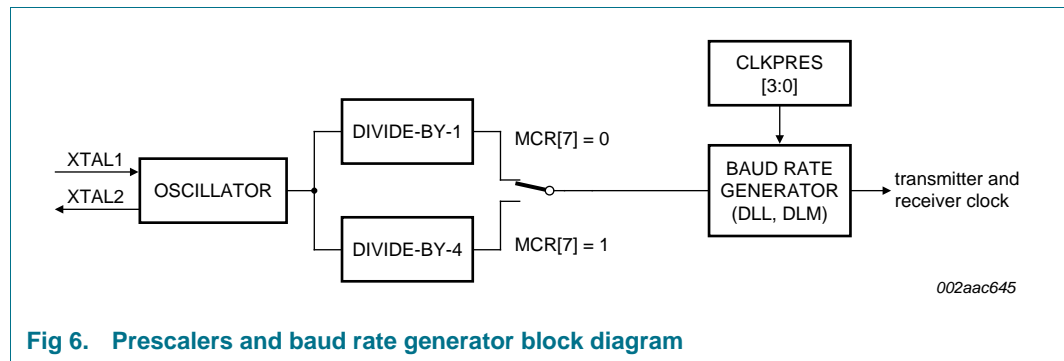 CLKPRES
[3:0]
DIVIDE-BY-1
MCR[7] = 0
XTAL1
XTAL2
OSCILLATOR
BAUD RATE
GENERATOR
(DLL, DLM)
transmitter and
receiver clock
DIVIDE-BY-4
MCR[7] = 1
002aac645
Fig 6. Prescalers and baud rate generator block diagram